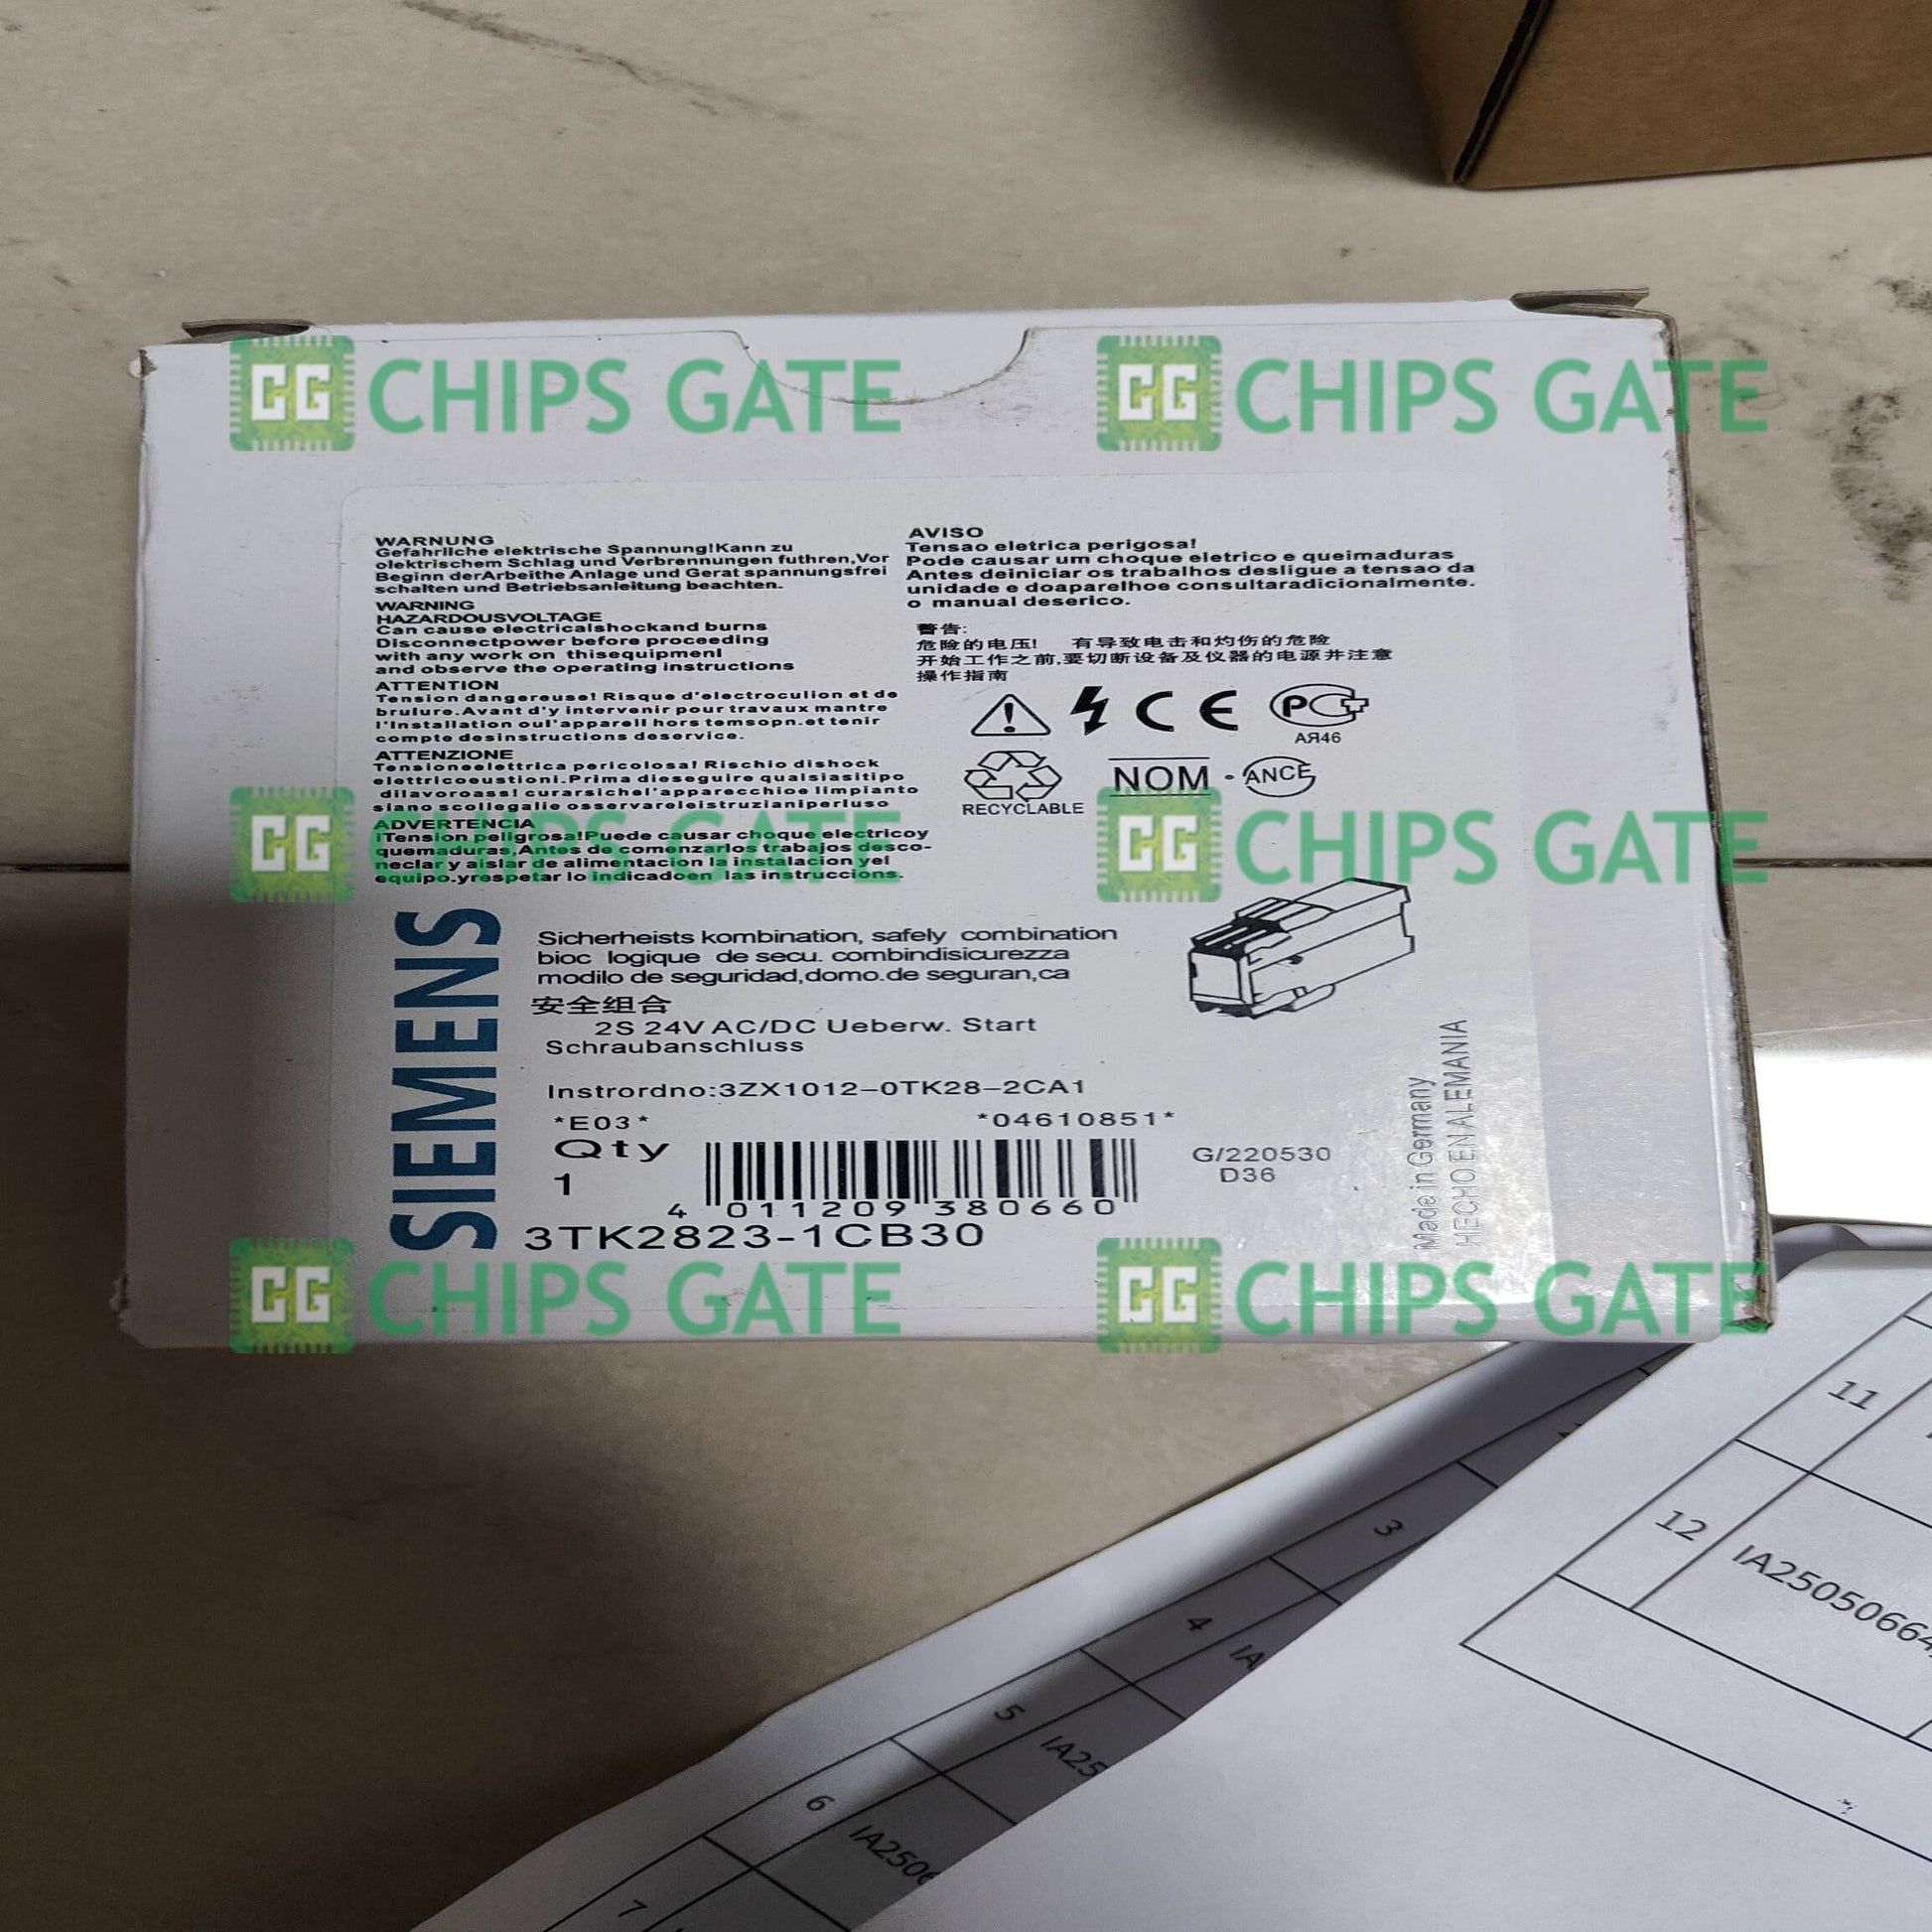 CHIPS GATE
CHIPS GATE
WARNUNG
Gefahrliche elektrische Spannung!Kann zu
olektrischem Schlag und Verbrennungen futhren,Vor
Beginn derArbeithe Anlage und Gerat spannungsfrei
schalten und Betriebsanleitung beachten.
WARNING
HAZARDOUSVOLTAGE
Can cause electricalshockand burns
Disconnectpower before proceeding
with any work on thisequipmenl
and observe the operating instructions
ATTENTION
Tension dangereuse! Risque d'electroculion et de
brulure.Avant d'y intervenir pour travaux mantre
l'Installation oul'apparell hors temsopn.et tenir
compte desinstructions deservice.
ATTENZIONE
Tensioneelettrica pericolosa! Rischio dishock
elettricoeustioni.Prima dieseguire qualsiasitipo
dilavoroass! curarsichel'apparecchioe limpianto
siano scollegalie osservareleistruzianiperluso
ADVERTENCIA
¡Tension peligrosa!Puede causar choque electricoy
quemaduras,Antes de comenzarlos trabajos desco-
neclar y aislar de alimentacion la instalacion yel
equipo.yrespetar lo indicadoen las instruccions.
AVISO
Tensao eletrica perigosa!
Pode causar um choque eletrico e queimaduras
Antes deiniciar os trabalhos desligue a tensao da
unidade e doaparelhoe consultaradicionalmente.
o manual deserico.
警告:
危险的电压! 有导致电击和灼伤的危险
开始工作之前,要切断设备及仪器的电源并注意
操作指南
CE
PCT
АЯ46
RECYCLABLE
NOM - ANCE
CG CHIPS GATE
CG CHIPS GATE
SIEMENS
Sicherheists kombination, safely combination
bioc logique de secu. combindisicurezza
modilo de seguridad,domo.de seguran,ca
安全组合
2S 24V AC/DC Ueberw. Start
Schraubanschluss
Instrordno:3ZX1012-0TK28-2CA1
*E03* *04610851*
Qty
1
4 011209 380660
G/220530
D36
3TK2823-1CB30
Made in Germany
HECHO EN ALEMANIA
CG CHIPS GATE
CG CHIPS GATE
11
12 IA2505066
3
4 IA
5 IA25
6 IA250
7